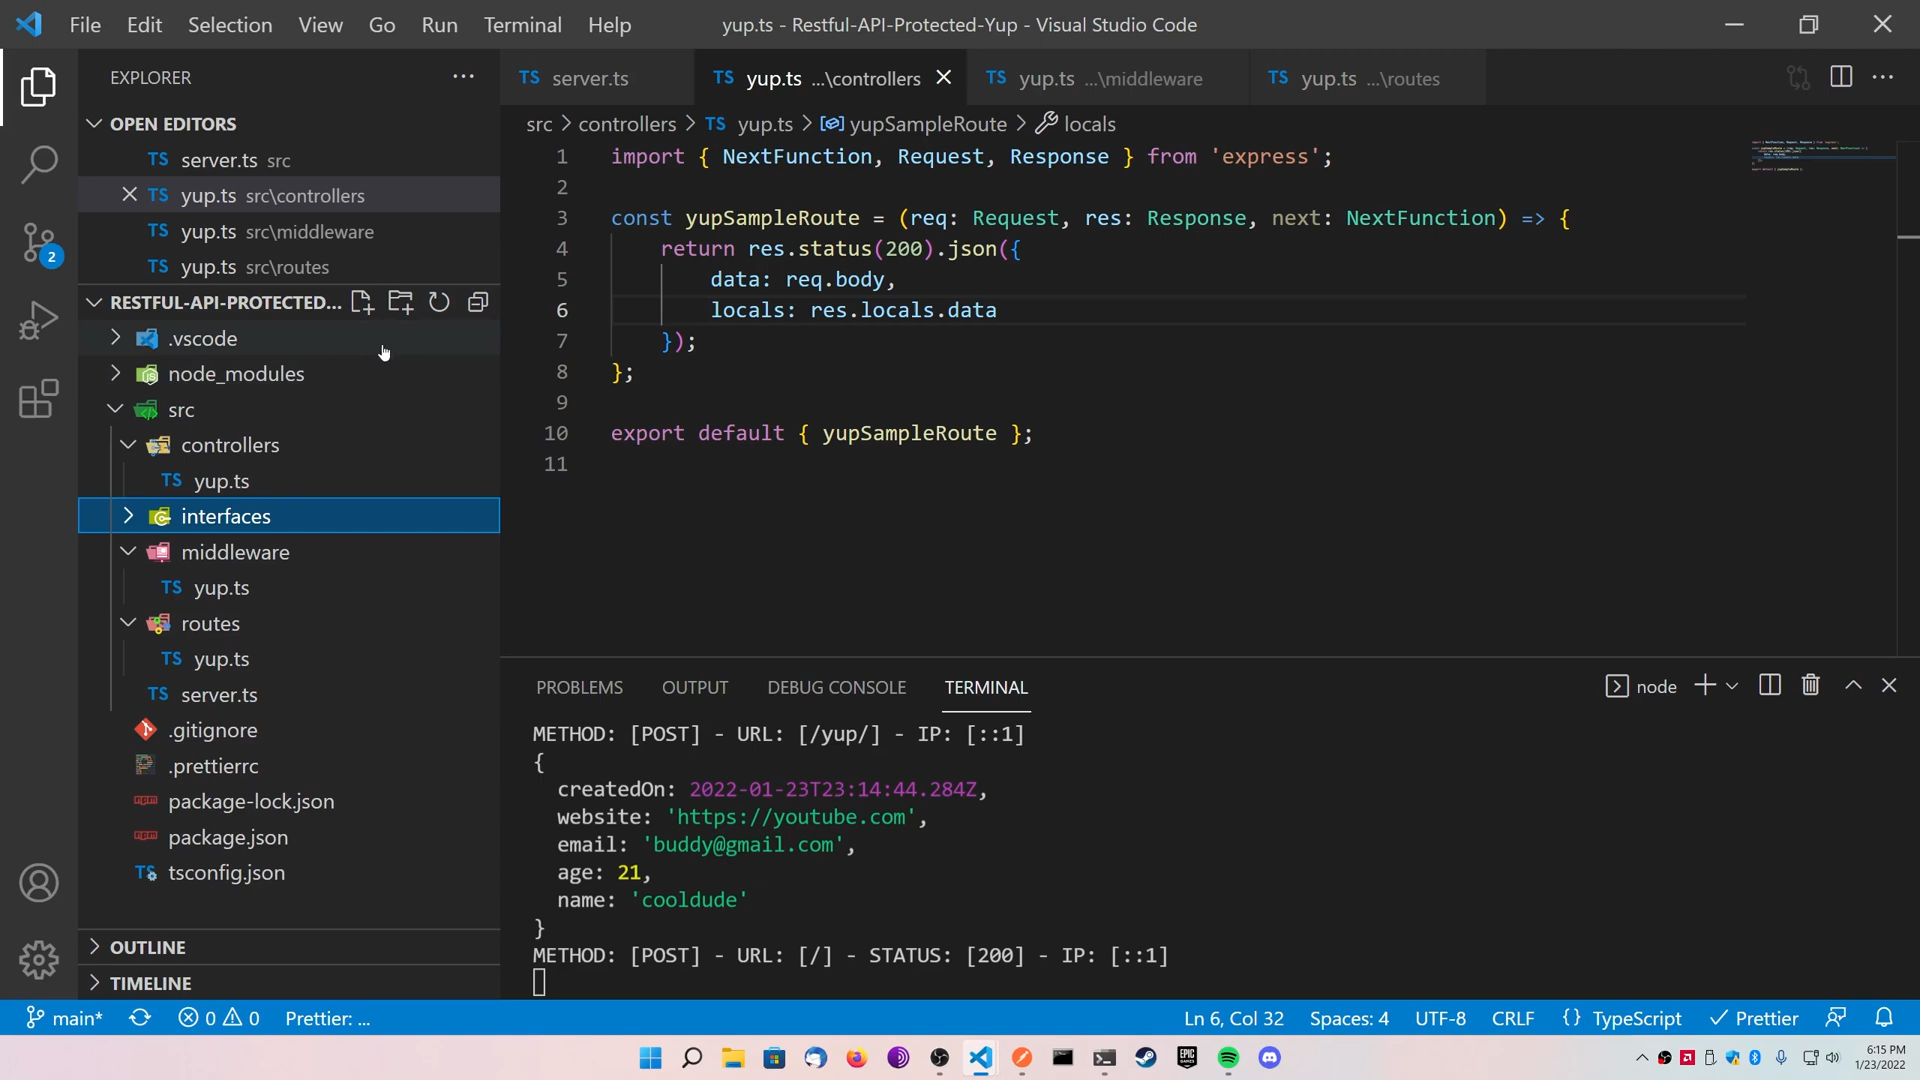 File Edit Selection View Go Run Terminal Help
yup.ts - Restful-API-Protected-Yup - Visual Studio Code
EXPLORER
OPEN EDITORS
TS server.ts src
TS yup.ts src\controllers
TS yup.ts src\middleware
TS yup.ts src\routes
RESTFUL-API-PROTECTED...
.vscode
node_modules
src
controllers
TS yup.ts
interfaces
middleware
TS yup.ts
routes
TS yup.ts
TS server.ts
.gitignore
.prettierrc
package-lock.json
package.json
tsconfig.json
OUTLINE
TIMELINE
2
TS server.ts
TS yup.ts ...\controllers
TS yup.ts ...\middleware
TS yup.ts ...\routes
src > controllers > TS yup.ts > yupSampleRoute > locals
1 import { NextFunction, Request, Response } from 'express';
2
3 const yupSampleRoute = (req: Request, res: Response, next: NextFunction) => {
4 return res.status(200).json({
5 data: req.body,
6 locals: res.locals.data
7 });
8 };
9
10 export default { yupSampleRoute };
11
PROBLEMS OUTPUT DEBUG CONSOLE TERMINAL
node
METHOD: [POST] - URL: [/yup/] - IP: [::1]
{
createdOn: 2022-01-23T23:14:44.284Z,
website: 'https://youtube.com',
email: 'buddy@gmail.com',
age: 21,
name: 'cooldude'
}
METHOD: [POST] - URL: [/] - STATUS: [200] - IP: [::1]
main* 0 0 Prettier: ...
Ln 6, Col 32 Spaces: 4 UTF-8 CRLF {} TypeScript Prettier
EPIC GAMES
6:15 PM
1/23/2022